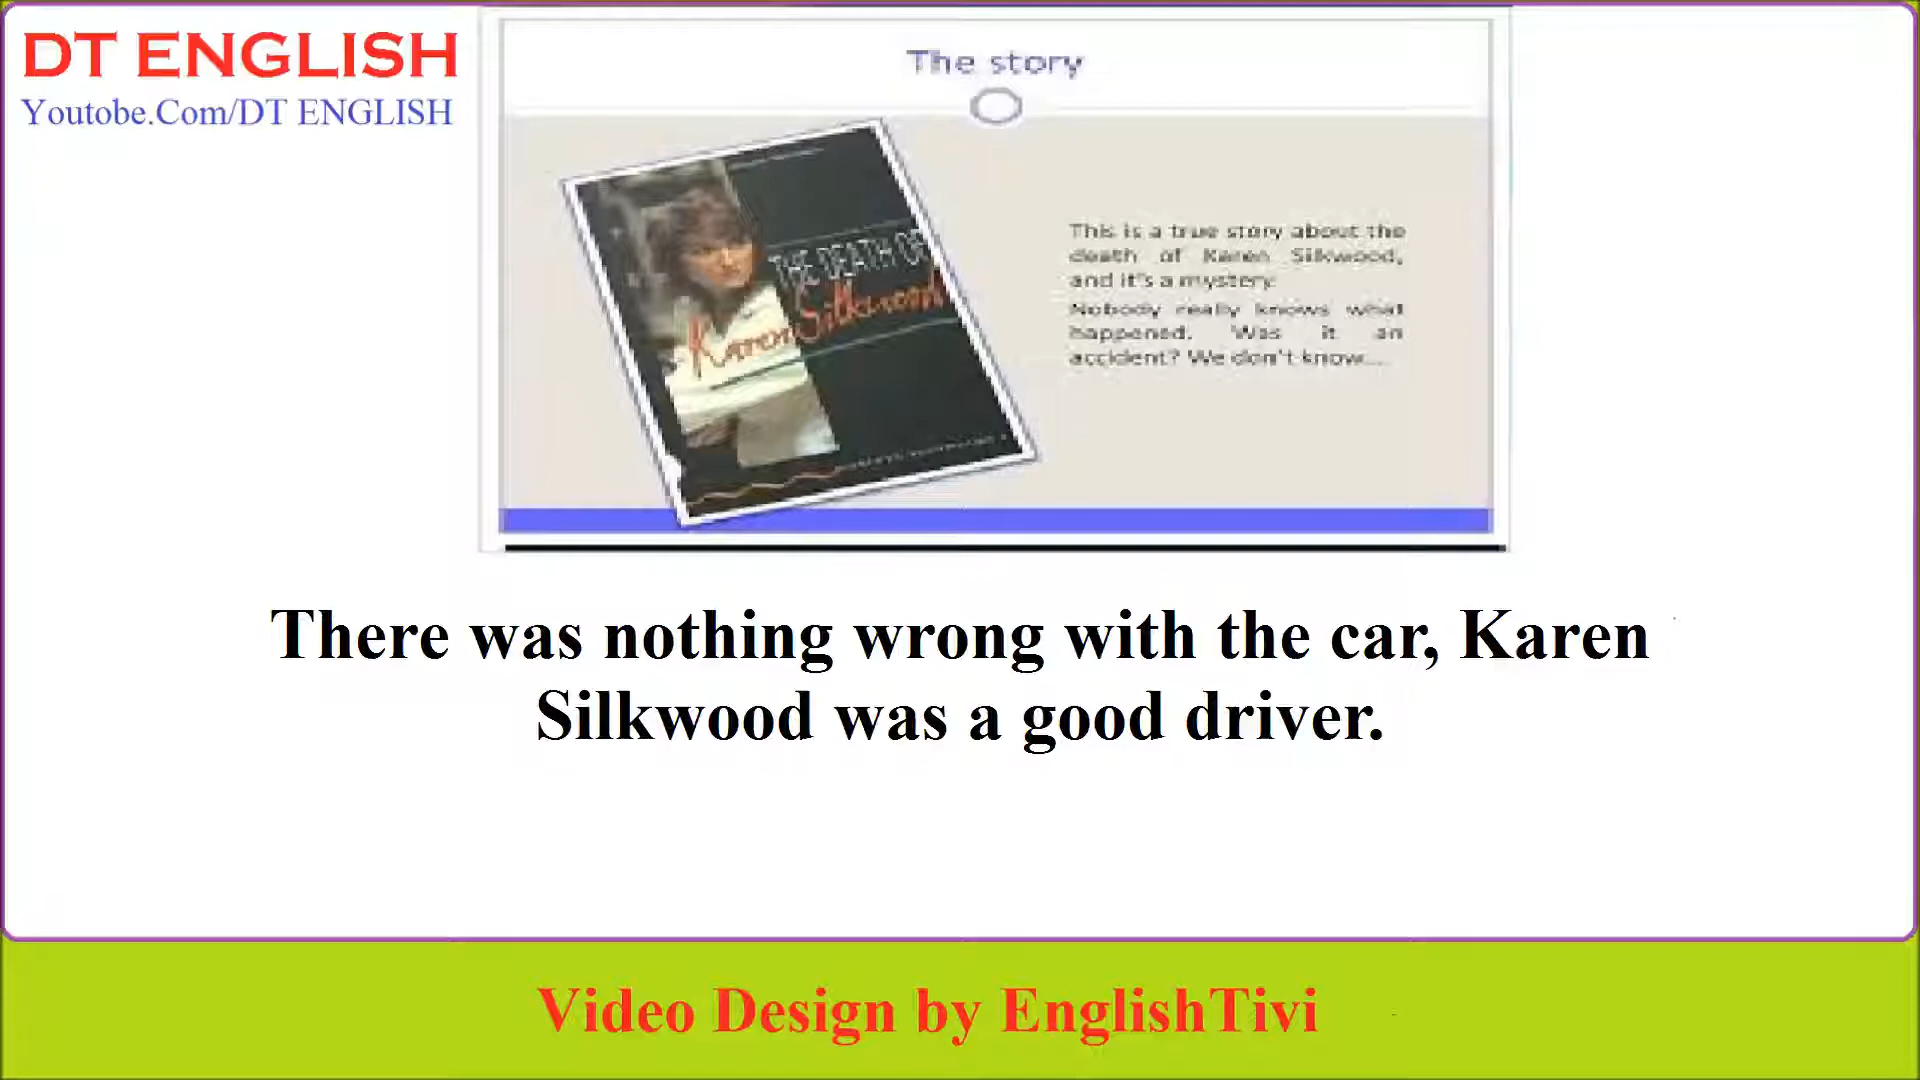 DT ENGLISH
Youtobe.Com/DT ENGLISH
The story
THE DEATH OF
Karen Silkwood
This is a true story about the
death of Karen Silkwood,
and it's a mystery.
Nobody really knows what
happened. Was it an
accident? We don't know....
There was nothing wrong with the car, Karen
Silkwood was a good driver.
Video Design by EnglishTivi